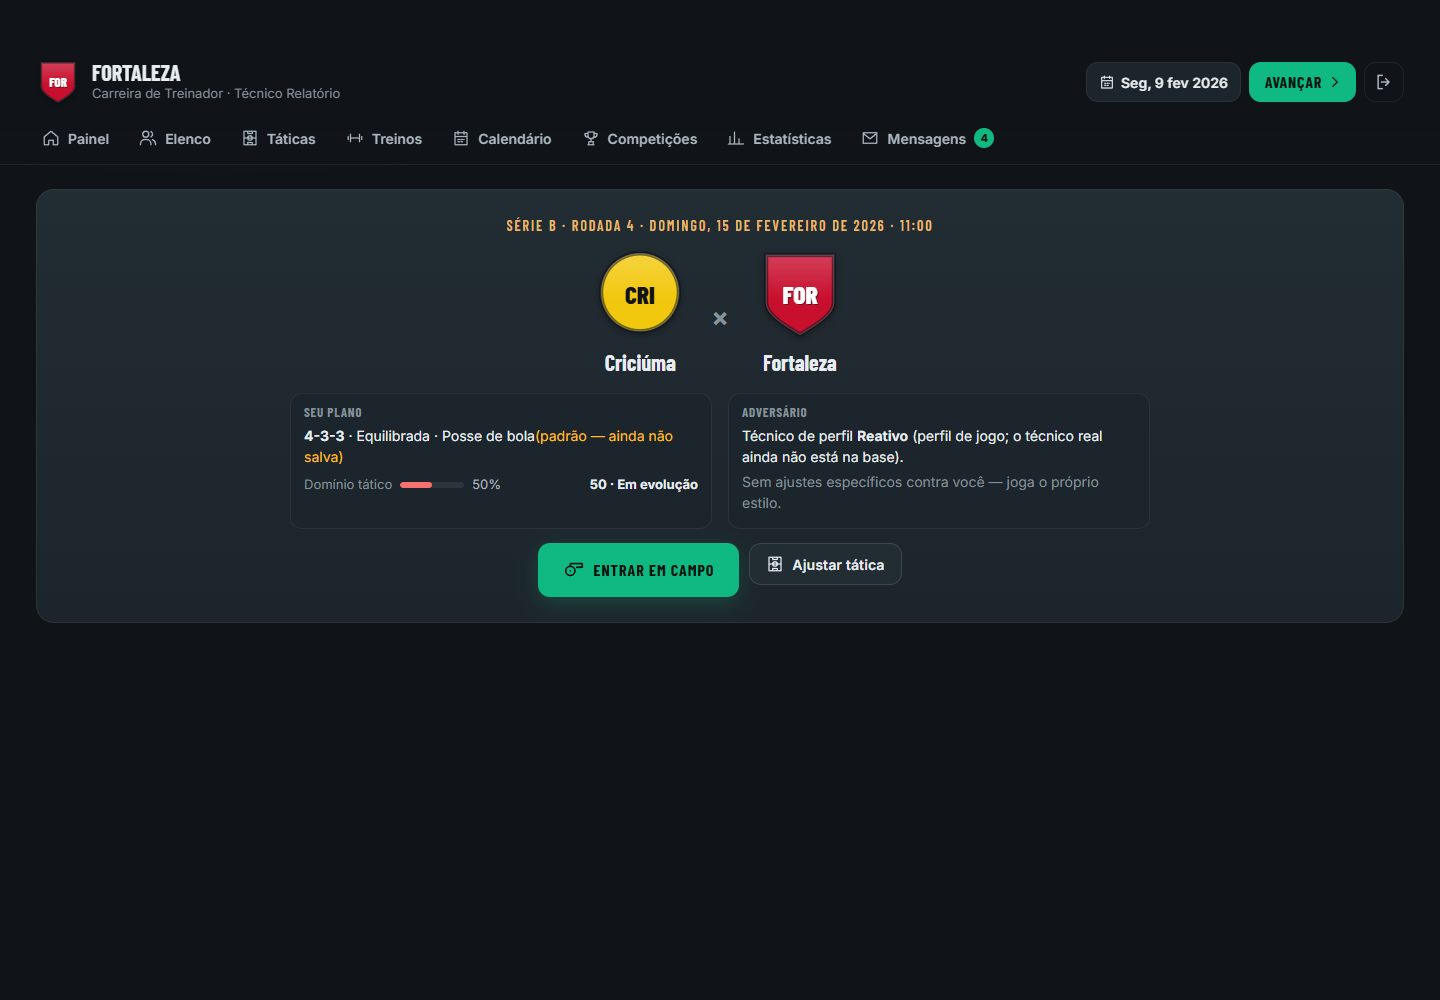 FOR
FORTALEZA
Carreira de Treinador · Técnico Relatório
Seg, 9 fev 2026
AVANÇAR
Painel
Elenco
Táticas
Treinos
Calendário
Competições
Estatísticas
Mensagens 4
SÉRIE B · RODADA 4 · DOMINGO, 15 DE FEVEREIRO DE 2026 · 11:00
CRI
×
FOR
Criciúma
Fortaleza
SEU PLANO
4-3-3 · Equilibrada · Posse de bola(padrão — ainda não
salva)
Domínio tático 50% 50 · Em evolução
ADVERSÁRIO
Técnico de perfil Reativo (perfil de jogo; o técnico real
ainda não está na base).
Sem ajustes específicos contra você — joga o próprio
estilo.
ENTRAR EM CAMPO
Ajustar tática